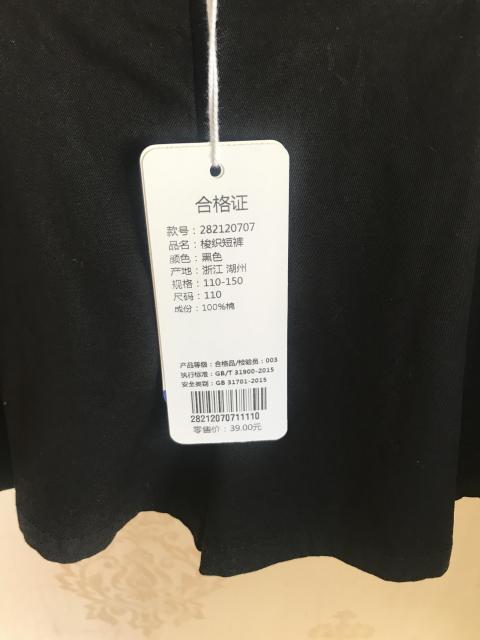 合格证
款号：282120707
品名：梭织短裤
颜色：黑色
产地：浙江 湖州
规格：110-150
尺码：110
成份：100%棉
产品等级：合格品/检验员：003
执行标准：GB/T 31900-2015
安全类别：GB 31701-2015
28212070711110
零售价：39.00元